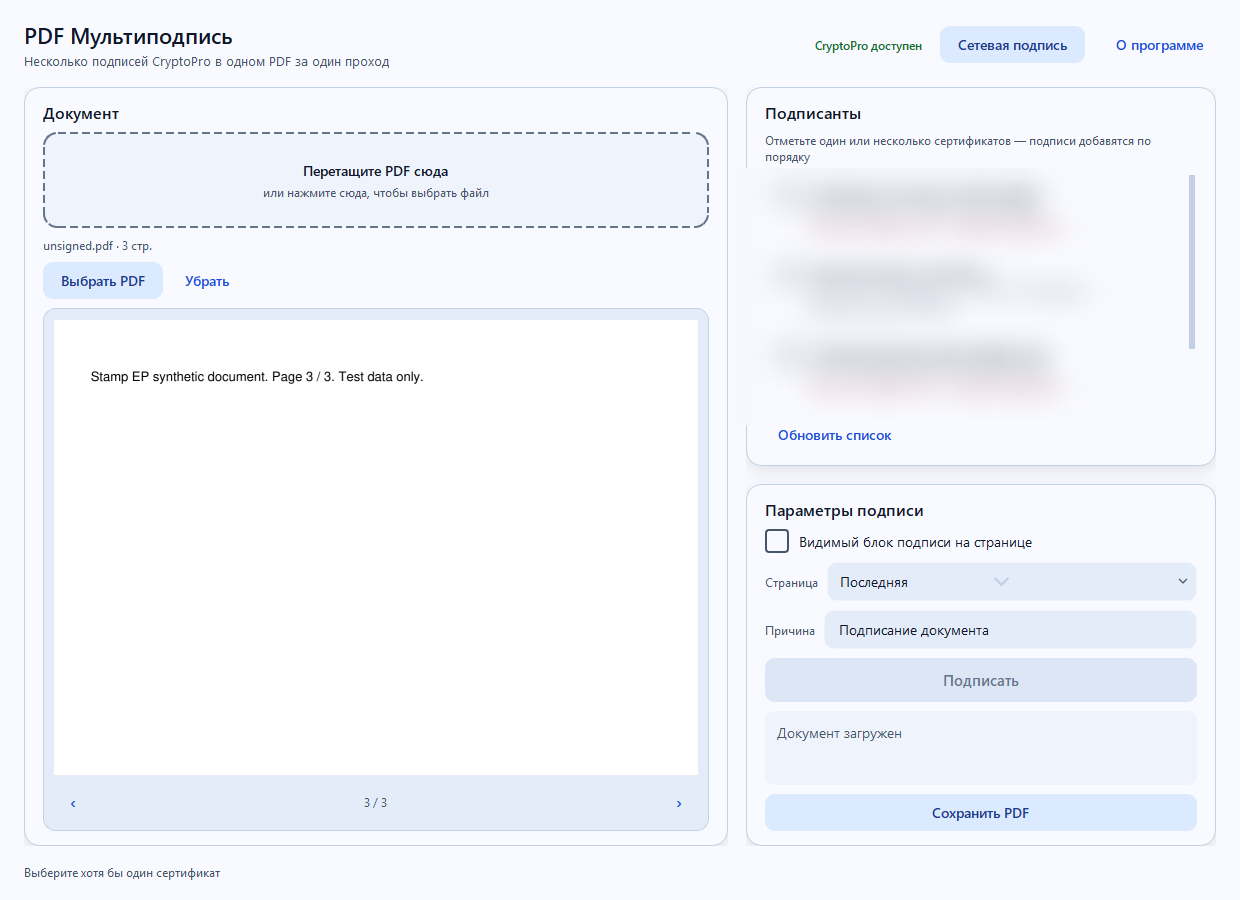 PDF Мультиподпись
Несколько подписей CryptoPro в одном PDF за один проход
CryptoPro доступен
Сетевая подпись
О программе
Документ
Перетащите PDF сюда
или нажмите сюда, чтобы выбрать файл
unsigned.pdf · 3 стр.
Выбрать PDF
Убрать
Stamp EP synthetic document. Page 3 / 3. Test data only.
‹
3 / 3
›
Подписанты
Отметьте один или несколько сертификатов — подписи добавятся по
порядку
Обновить список
Параметры подписи
Видимый блок подписи на странице
Страница
Последняя
Причина
Подписание документа
Подписать
Документ загружен
Сохранить PDF
Выберите хотя бы один сертификат